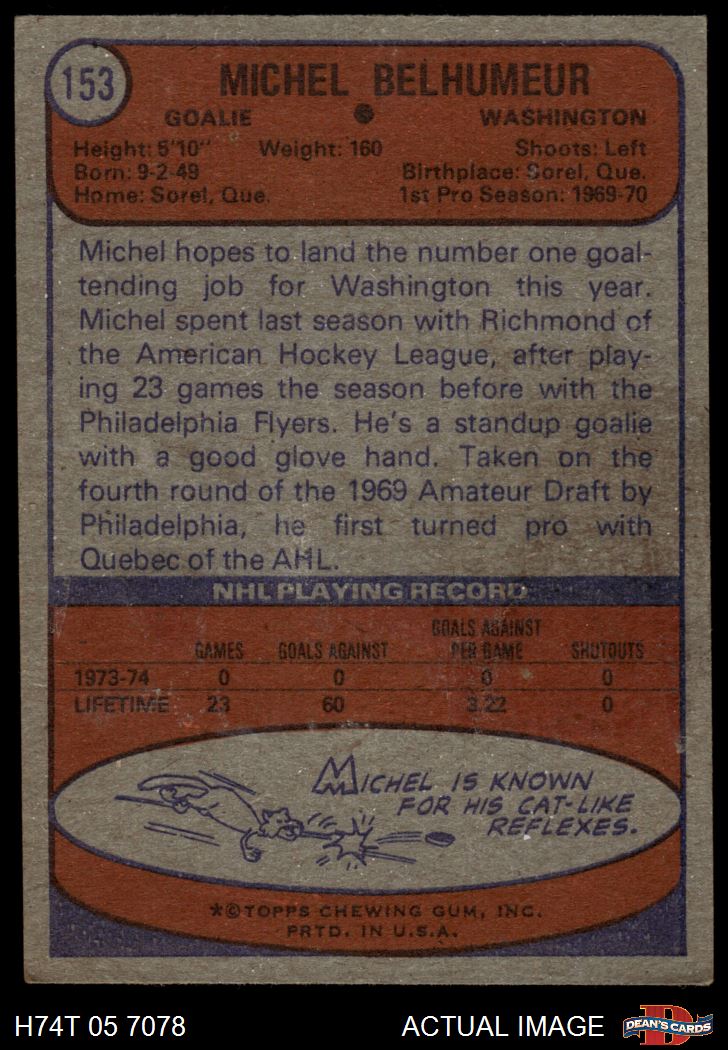 153
MICHEL BELHUMEUR
GOALIE ● WASHINGTON
Height: 5'10" Weight: 160 Shoots: Left
Born: 9-2-49 Birthplace: Sorel, Que.
Home: Sorel, Que. 1st Pro Season: 1969-70
Michel hopes to land the number one goal-
tending job for Washington this year.
Michel spent last season with Richmond of
the American Hockey League, after play-
ing 23 games the season before with the
Philadelphia Flyers. He's a standup goalie
with a good glove hand. Taken on the
fourth round of the 1969 Amateur Draft by
Philadelphia, he first turned pro with
Quebec of the AHL.
NHL PLAYING RECORD
GAMES GOALS AGAINST GOALS AGAINST PER GAME SHUTOUTS
1973-74 0 0 0 0
LIFETIME 23 60 3.22 0
MICHEL IS KNOWN
FOR HIS CAT-LIKE
REFLEXES.
*©TOPPS CHEWING GUM, INC.
PRTD. IN U.S.A.
H74T 05 7078 ACTUAL IMAGE D DEAN'S CARDS